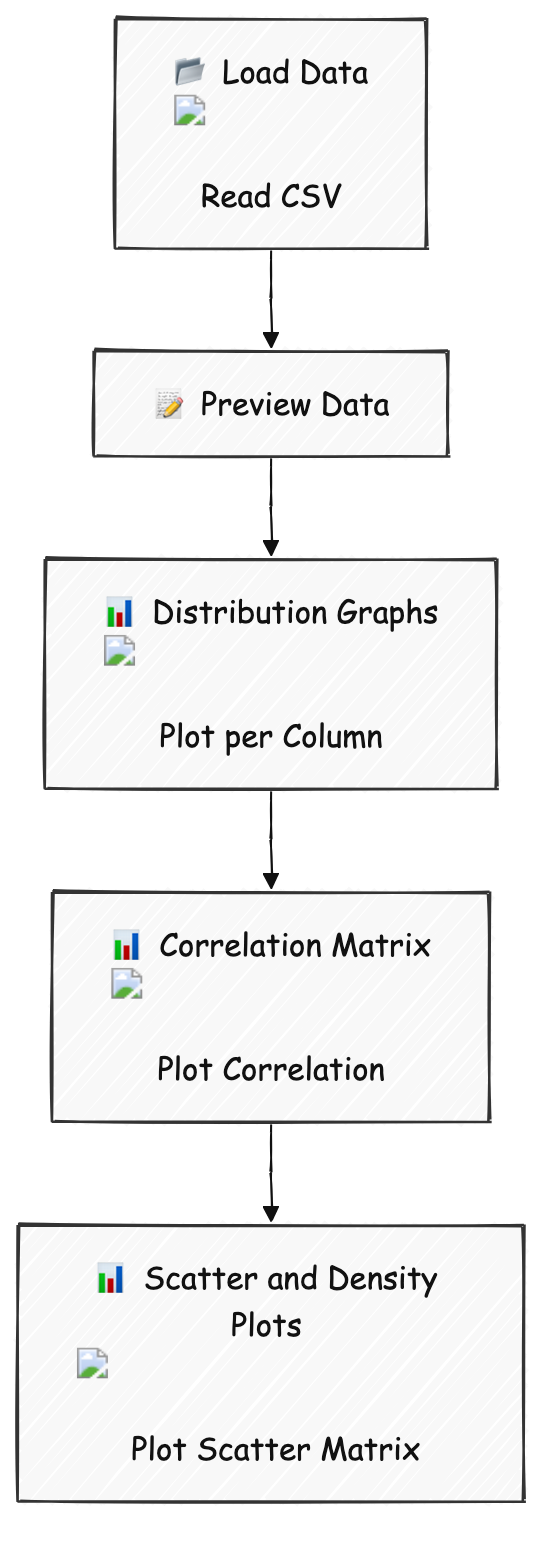 Load Data
Read CSV
Preview Data
Distribution Graphs
Plot per Column
Correlation Matrix
Plot Correlation
Scatter and Density
Plots
Plot Scatter Matrix